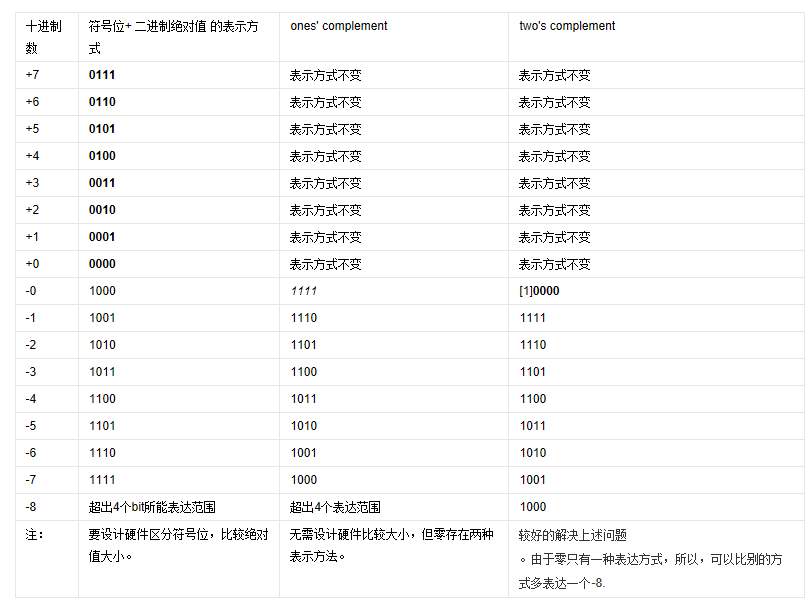 十进制 符号位+ 二进制绝对值 的表示方 ones' complement two's complement
数 式
+7 0111 表示方式不变 表示方式不变
+6 0110 表示方式不变 表示方式不变
+5 0101 表示方式不变 表示方式不变
+4 0100 表示方式不变 表示方式不变
+3 0011 表示方式不变 表示方式不变
+2 0010 表示方式不变 表示方式不变
+1 0001 表示方式不变 表示方式不变
+0 0000 表示方式不变 表示方式不变
-0 1000 1111 [1]0000
-1 1001 1110 1111
-2 1010 1101 1110
-3 1011 1100 1101
-4 1100 1011 1100
-5 1101 1010 1011
-6 1110 1001 1010
-7 1111 1000 1001
-8 超出4个bit所能表达范围 超出4个表达范围 1000
注： 要设计硬件区分符号位，比较绝对 无需设计硬件比较大小，但零存在两种 较好的解决上述问题
值大小。 表示方法。 。由于零只有一种表达方式，所以，可以比别的方
式多表达一个-8.